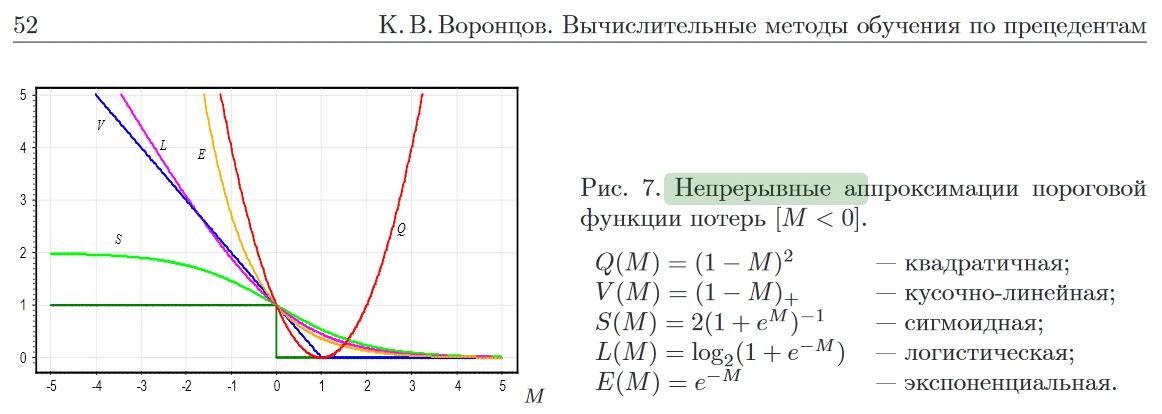 52
К. В. Воронцов. Вычислительные методы обучения по прецедентам
5
4
3
2
1
0
-5 -4 -3 -2 -1 0 1 2 3 4 5
M
V
L
E
Q
S
Рис. 7. Непрерывные аппроксимации пороговой
функции потерь [M < 0].
Q(M) = (1 − M)² — квадратичная;
V(M) = (1 − M)₊ — кусочно-линейная;
S(M) = 2(1 + e^M)^−1 — сигмоидная;
L(M) = log₂(1 + e^−M) — логистическая;
E(M) = e^−M — экспоненциальная.